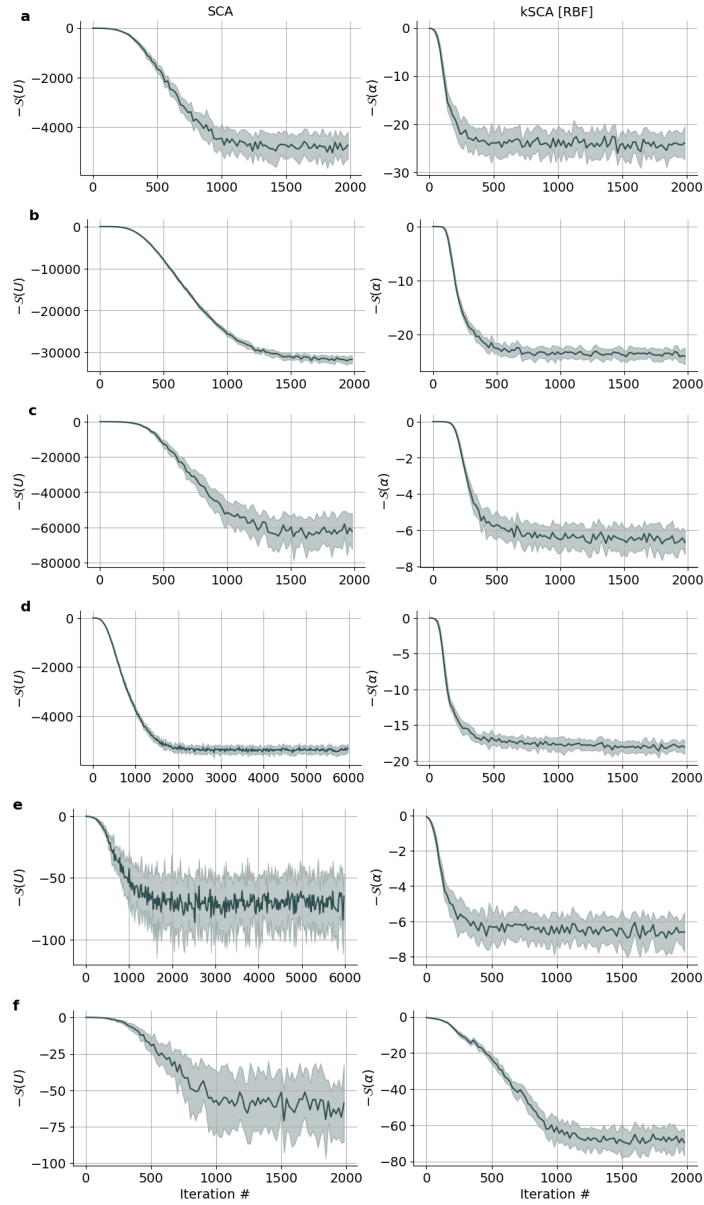 a
SCA
kSCA [RBF]
0
−2000
−4000
−𝒮(U)
0 500 1000 1500 2000
0
−10
−20
−30
−𝒮(α)
0 500 1000 1500 2000
b
0
−10000
−20000
−30000
−𝒮(U)
0 500 1000 1500 2000
0
−10
−20
−𝒮(α)
0 500 1000 1500 2000
c
0
−20000
−40000
−60000
−80000
−𝒮(U)
0 500 1000 1500 2000
0
−2
−4
−6
−8
−𝒮(α)
0 500 1000 1500 2000
d
0
−2000
−4000
−𝒮(U)
0 1000 2000 3000 4000 5000 6000
0
−5
−10
−15
−20
−𝒮(α)
0 500 1000 1500 2000
e
0
−50
−100
−𝒮(U)
0 1000 2000 3000 4000 5000 6000
0
−2
−4
−6
−8
−𝒮(α)
0 500 1000 1500 2000
f
0
−25
−50
−75
−100
−𝒮(U)
0 500 1000 1500 2000
Iteration #
0
−20
−40
−60
−80
−𝒮(α)
0 500 1000 1500 2000
Iteration #